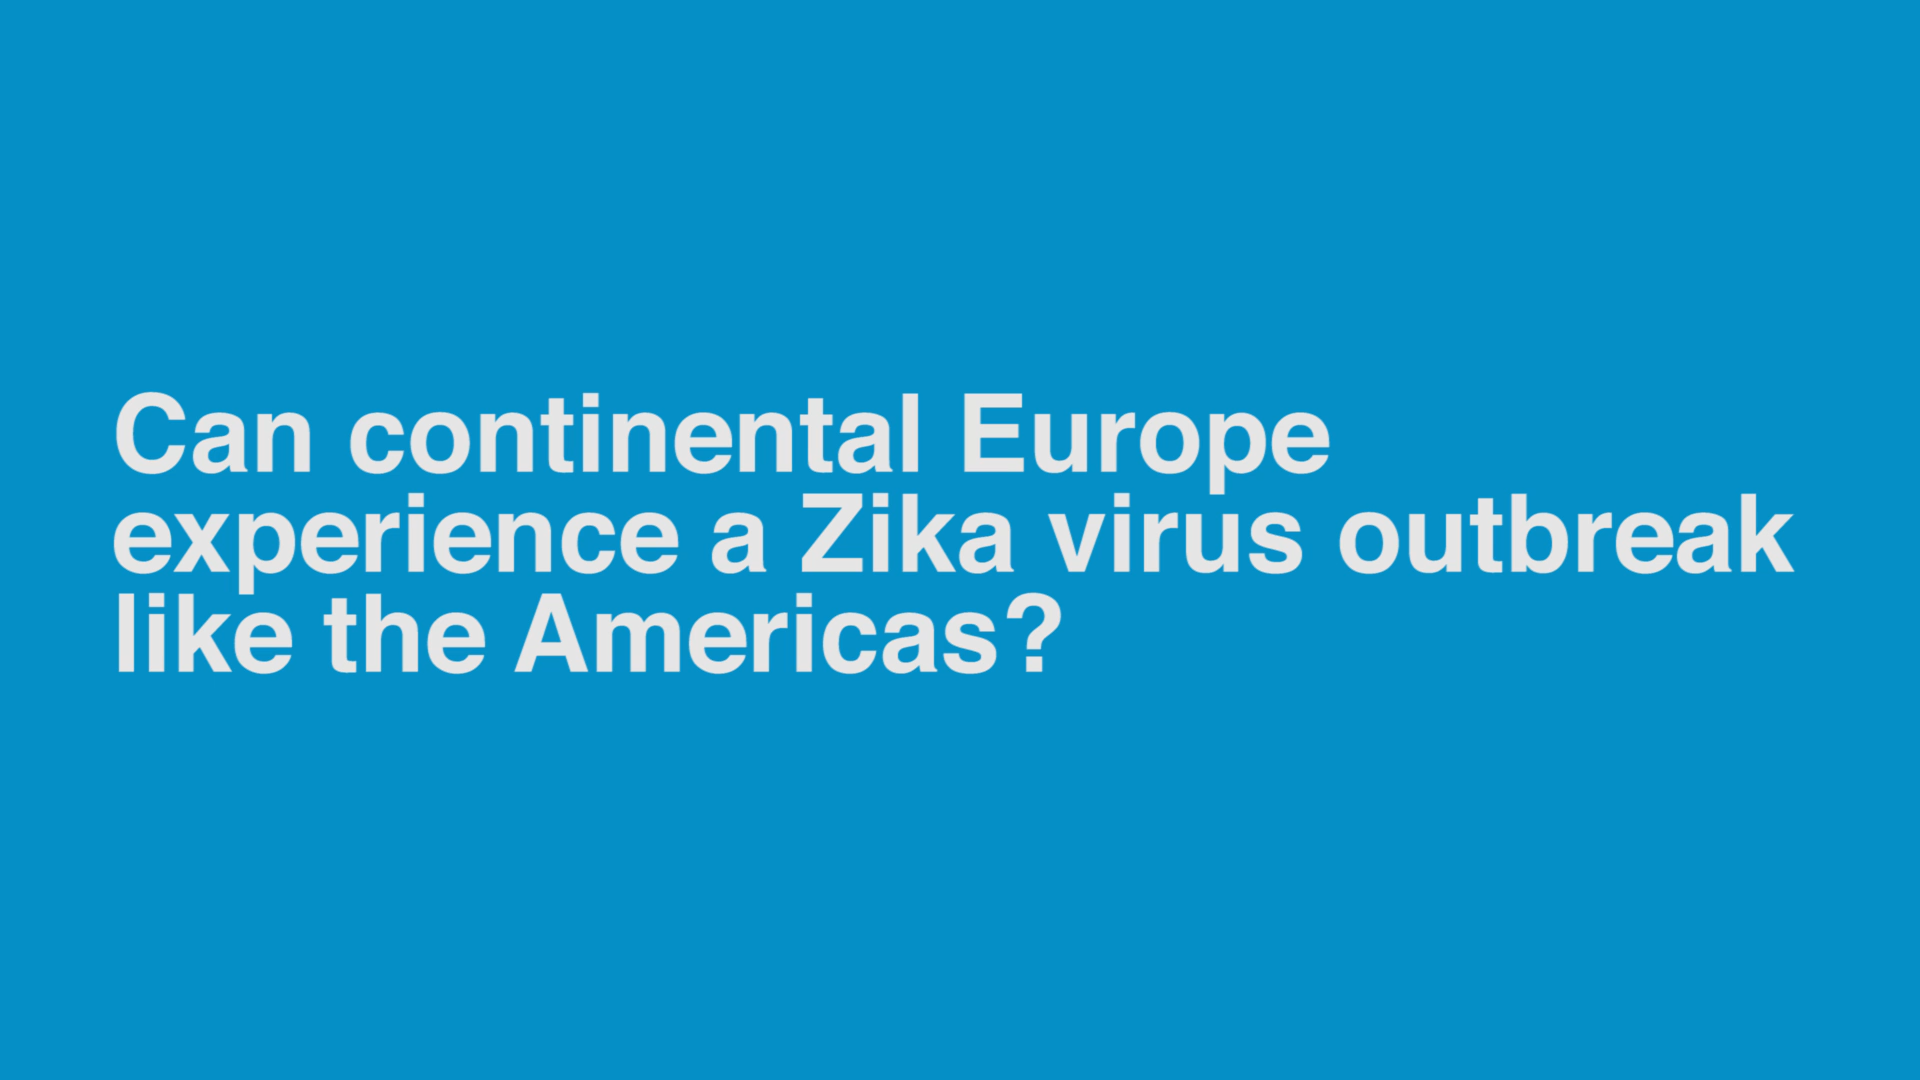 Can continental Europe
experience a Zika virus outbreak
like the Americas?